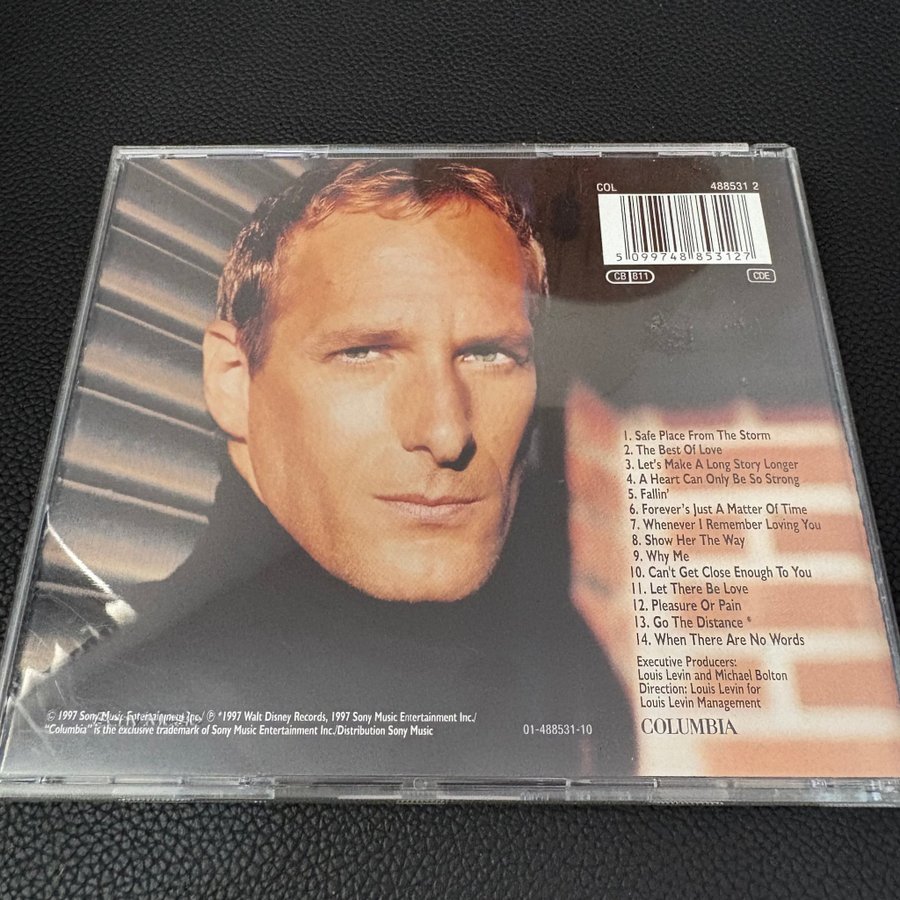 COL 488531 2
5 099748 853127
CB 811 CDE
1. Safe Place From The Storm
2. The Best Of Love
3. Let's Make A Long Story Longer
4. A Heart Can Only Be So Strong
5. Fallin'
6. Forever's Just A Matter Of Time
7. Whenever I Remember Loving You
8. Show Her The Way
9. Why Me
10. Can't Get Close Enough To You
11. Let There Be Love
12. Pleasure Or Pain
13. Go The Distance *
14. When There Are No Words
Executive Producers:
Louis Levin and Michael Bolton
Direction: Louis Levin for
Louis Levin Management
COLUMBIA
© 1997 Sony Music Entertainment Inc./ ℗ *1997 Walt Disney Records, 1997 Sony Music Entertainment Inc./
"Columbia" is the exclusive trademark of Sony Music Entertainment Inc./Distribution Sony Music
01-488531-10